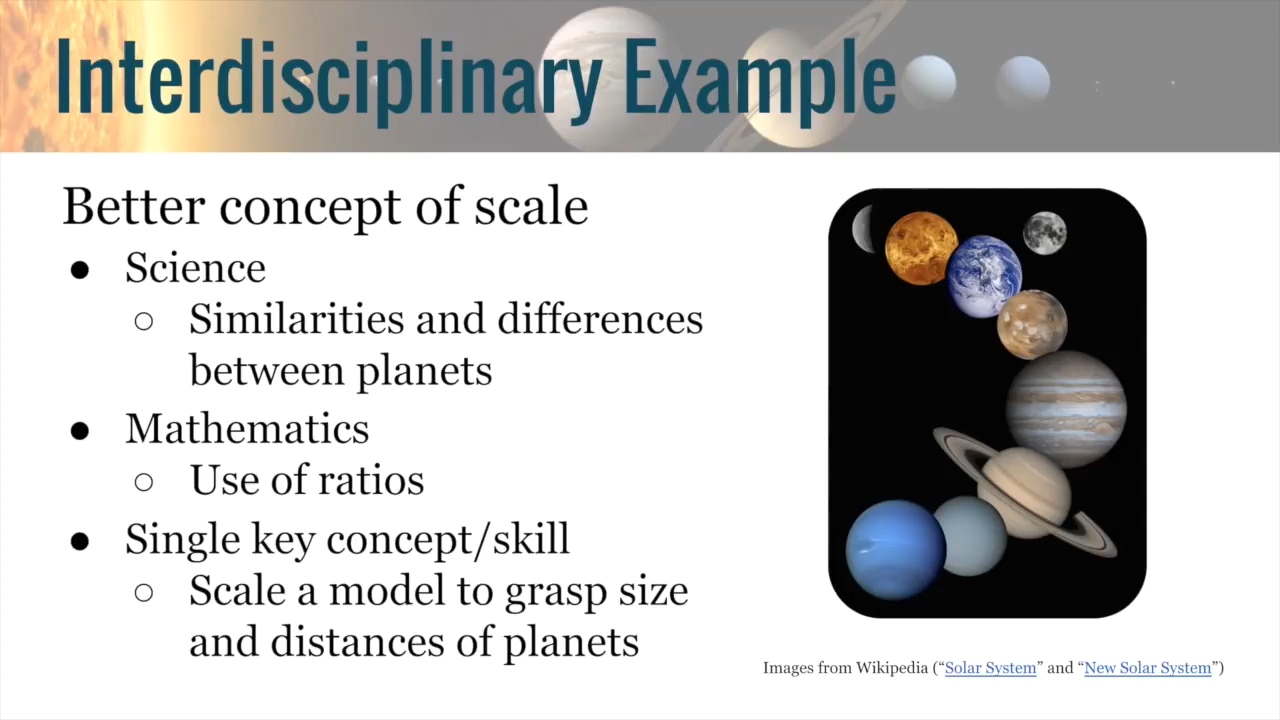 Interdisciplinary Example
Better concept of scale
● Science
○ Similarities and differences
between planets
● Mathematics
○ Use of ratios
● Single key concept/skill
○ Scale a model to grasp size
and distances of planets
Images from Wikipedia (“Solar System” and “New Solar System”)